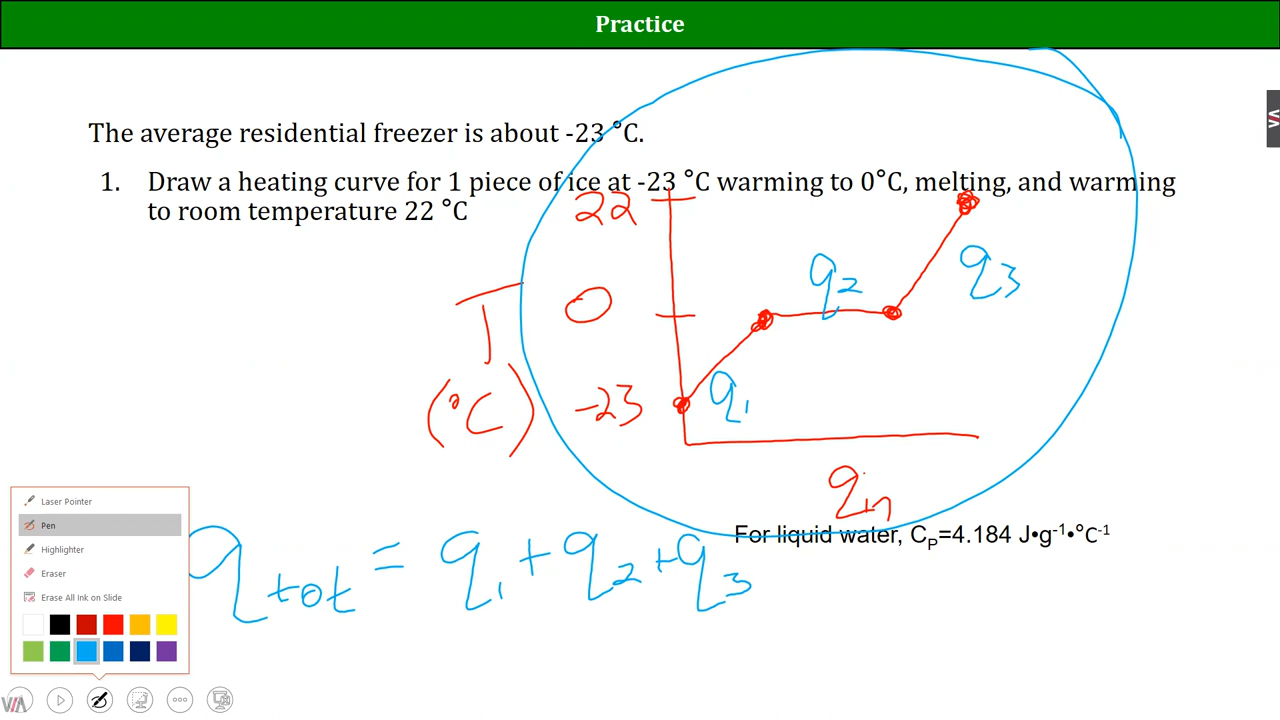 Practice
The average residential freezer is about -23 °C.
1. Draw a heating curve for 1 piece of ice at -23 °C warming to 0°C, melting, and warming
to room temperature 22 °C
22
0
-23
T
(°C)
q1
q2
q3
qin
For liquid water, CP=4.184 J•g-1•°C-1
qtot = q1 + q2 + q3
Laser Pointer
Pen
Highlighter
Eraser
Erase All Ink on Slide
VIA